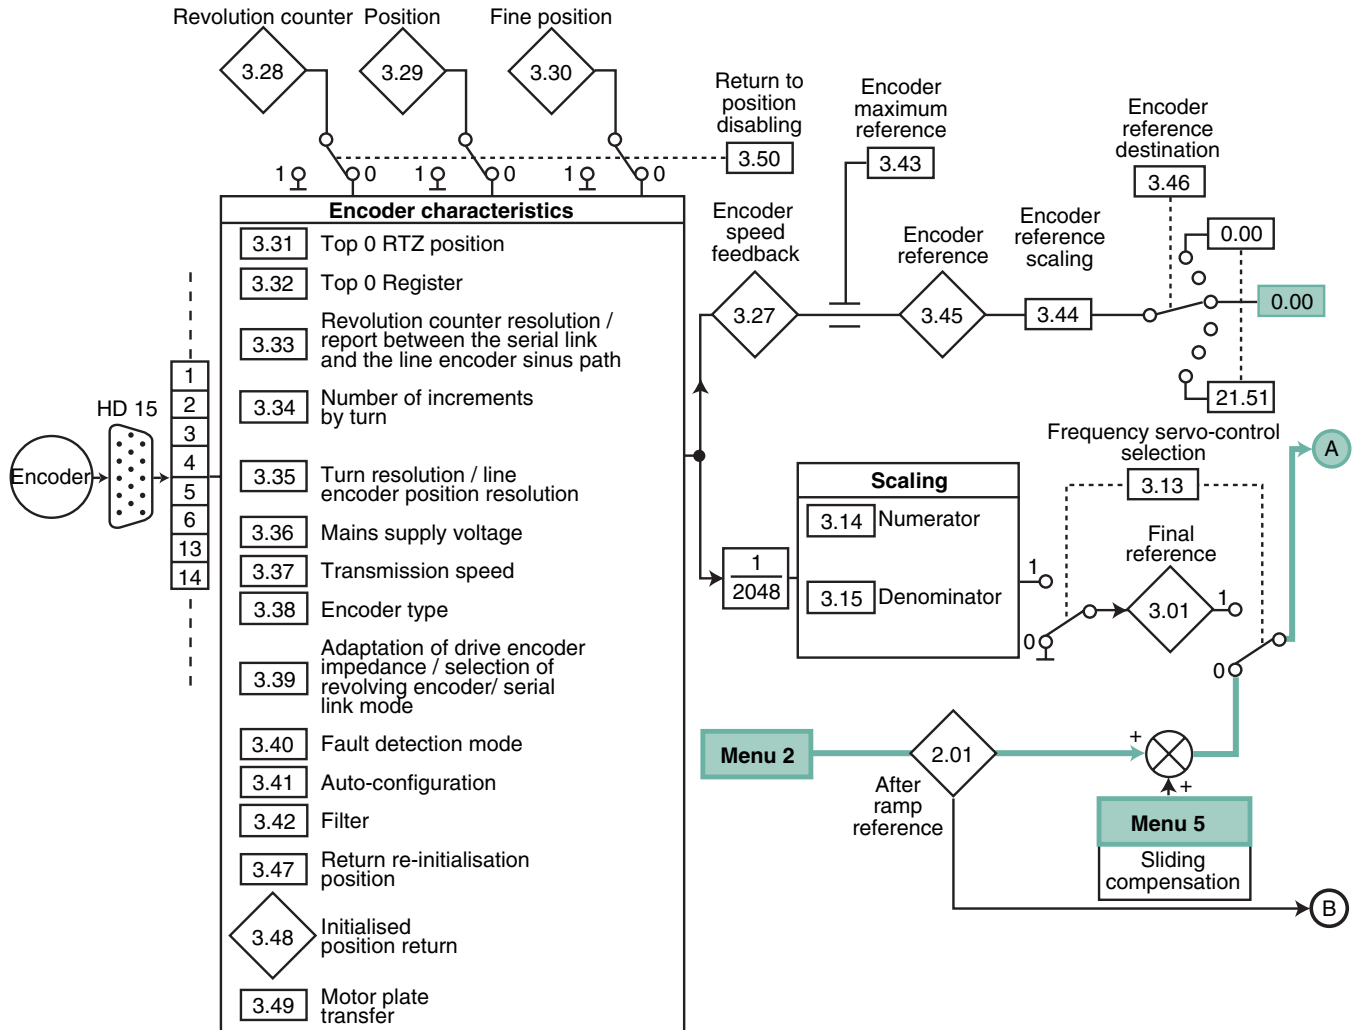 Revolution counter
Position
Fine position
3.28
3.29
3.30
Return to
position
disabling
3.50
Encoder
maximum
reference
3.43
Encoder
reference
destination
3.46
1
0
1
0
1
0
Encoder characteristics
3.31 Top 0 RTZ position
3.32 Top 0 Register
3.33 Revolution counter resolution /
report between the serial link
and the line encoder sinus path
3.34 Number of increments
by turn
3.35 Turn resolution / line
encoder position resolution
3.36 Mains supply voltage
3.37 Transmission speed
3.38 Encoder type
3.39 Adaptation of drive encoder
impedance / selection of
revolving encoder/ serial
link mode
3.40 Fault detection mode
3.41 Auto-configuration
3.42 Filter
3.47 Return re-initialisation
position
3.48 Initialised
position return
3.49 Motor plate
transfer
Encoder
HD 15
1
2
3
4
5
6
13
14
Encoder
speed
feedback
3.27
Encoder
reference
3.45
Encoder
reference
scaling
3.44
0.00
0.00
21.51
Frequency servo-control
selection
3.13
A
Scaling
3.14 Numerator
3.15 Denominator
1
2048
1
0
Final
reference
3.01
1
0
Menu 2
2.01
After
ramp
reference
+
+
Menu 5
Sliding
compensation
B